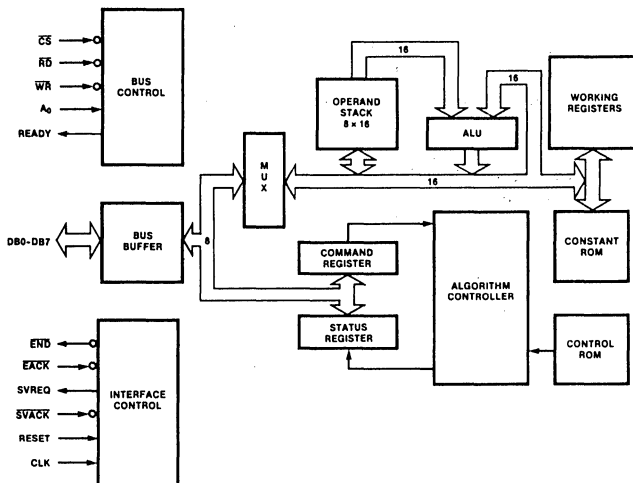 CS
RD
WR
A0
READY
BUS
CONTROL
16
OPERAND
STACK
8 × 16
ALU
16
WORKING
REGISTERS
MUX
16
DB0-DB7
BUS
BUFFER
8
COMMAND
REGISTER
STATUS
REGISTER
ALGORITHM
CONTROLLER
CONSTANT
ROM
CONTROL
ROM
END
EACK
SVREQ
SVACK
RESET
CLK
INTERFACE
CONTROL